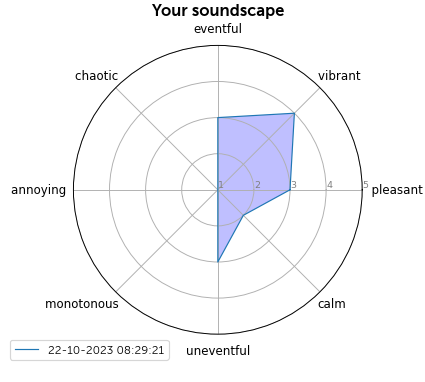 Your soundscape
eventful
chaotic
vibrant
annoying
1
2
3
4
5
pleasant
monotonous
calm
uneventful
22-10-2023 08:29:21